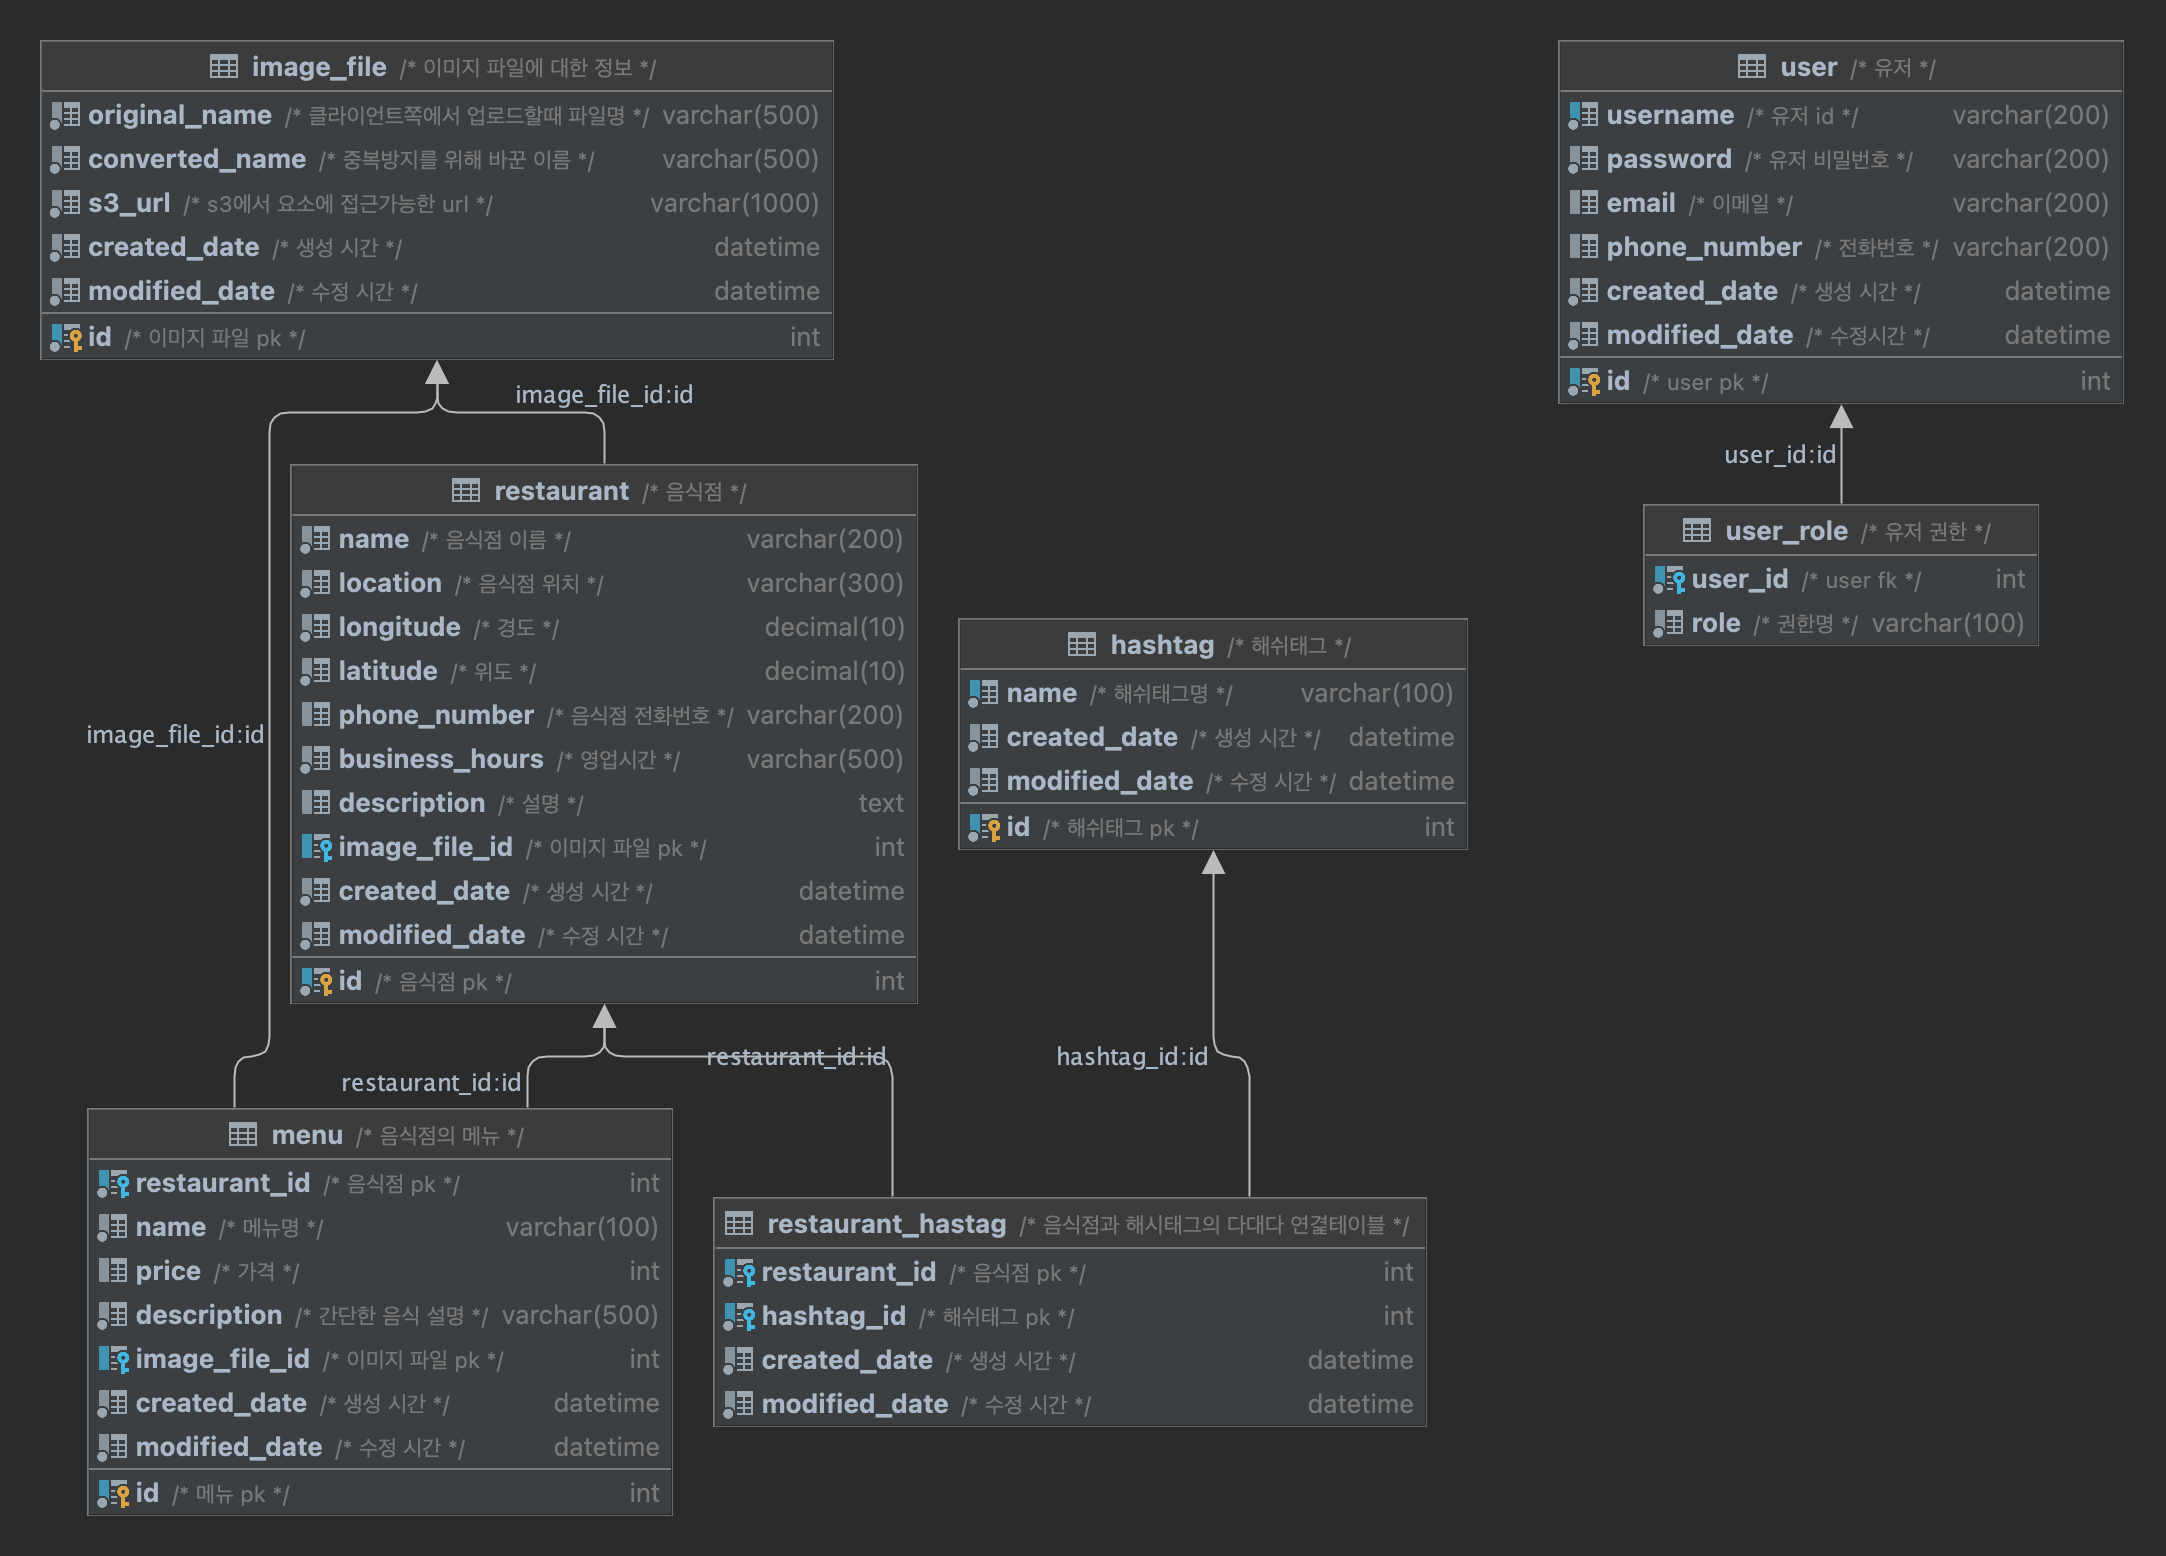 image_file /* 이미지 파일에 대한 정보 */
original_name /* 클라이언트쪽에서 업로드할때 파일명 */ varchar(500)
converted_name /* 중복방지를 위해 바꾼 이름 */ varchar(500)
s3_url /* s3에서 요소에 접근가능한 url */ varchar(1000)
created_date /* 생성 시간 */ datetime
modified_date /* 수정 시간 */ datetime
id /* 이미지 파일 pk */ int
user /* 유저 */
username /* 유저 id */ varchar(200)
password /* 유저 비밀번호 */ varchar(200)
email /* 이메일 */ varchar(200)
phone_number /* 전화번호 */ varchar(200)
created_date /* 생성 시간 */ datetime
modified_date /* 수정시간 */ datetime
id /* user pk */ int
image_file_id:id
user_id:id
restaurant /* 음식점 */
name /* 음식점 이름 */ varchar(200)
location /* 음식점 위치 */ varchar(300)
longitude /* 경도 */ decimal(10)
latitude /* 위도 */ decimal(10)
phone_number /* 음식점 전화번호 */ varchar(200)
business_hours /* 영업시간 */ varchar(500)
description /* 설명 */ text
image_file_id /* 이미지 파일 pk */ int
created_date /* 생성 시간 */ datetime
modified_date /* 수정 시간 */ datetime
id /* 음식점 pk */ int
user_role /* 유저 권한 */
user_id /* user fk */ int
role /* 권한명 */ varchar(100)
hashtag /* 해쉬태그 */
name /* 해쉬태그명 */ varchar(100)
created_date /* 생성 시간 */ datetime
modified_date /* 수정 시간 */ datetime
id /* 해쉬태그 pk */ int
image_file_id:id
restaurant_id:id
hashtag_id:id
restaurant_id:id
menu /* 음식점의 메뉴 */
restaurant_id /* 음식점 pk */ int
name /* 메뉴명 */ varchar(100)
price /* 가격 */ int
description /* 간단한 음식 설명 */ varchar(500)
image_file_id /* 이미지 파일 pk */ int
created_date /* 생성 시간 */ datetime
modified_date /* 수정 시간 */ datetime
id /* 메뉴 pk */ int
restaurant_hastag /* 음식점과 해시태그의 다대다 연곑테이블 */
restaurant_id /* 음식점 pk */ int
hashtag_id /* 해쉬태그 pk */ int
created_date /* 생성 시간 */ datetime
modified_date /* 수정 시간 */ datetime